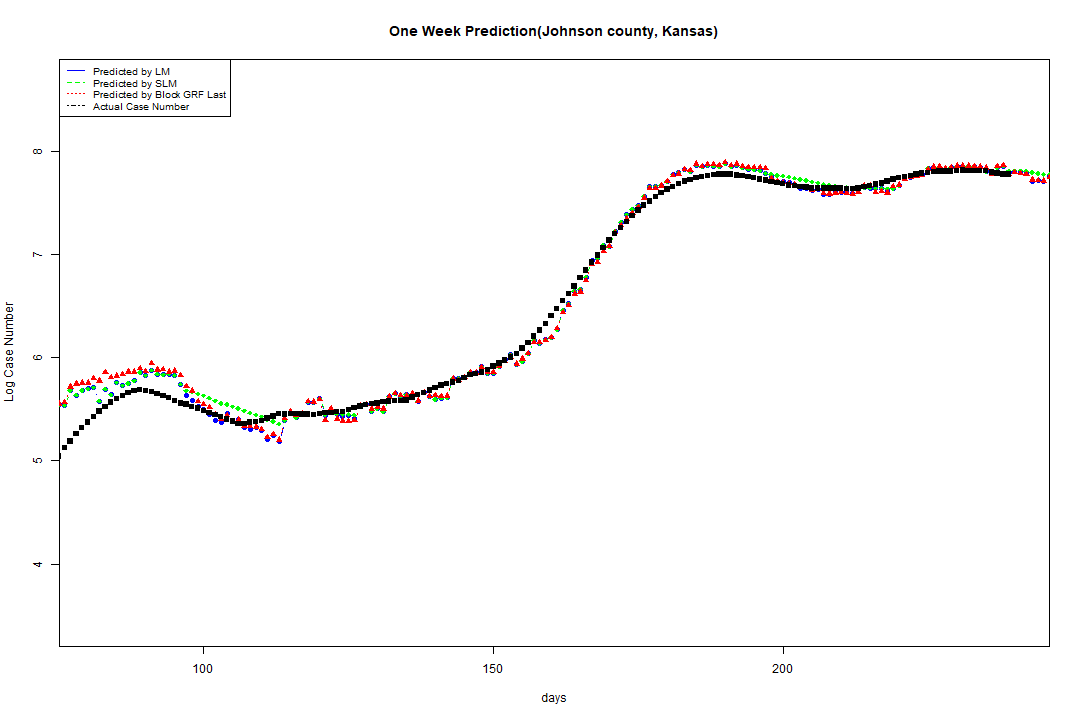 One Week Prediction(Johnson county, Kansas)
Predicted by LM
Predicted by SLM
Predicted by Block GRF Last
Actual Case Number
8
7
6
5
4
Log Case Number
100 150 200
days